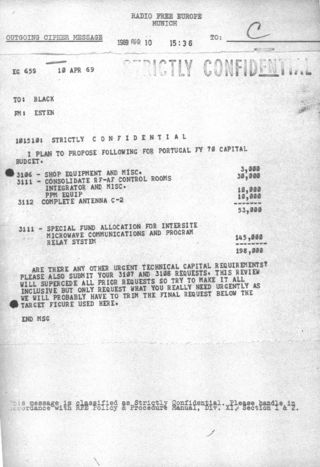 RADIO FREE EUROPE
MUNICH
OUTGOING CIPHER MESSAGE
1969 APR 10 15:36
TO: C
EC 659 10 APR 69
STRICTLY CONFIDENTIAL
TO: BLACK
FM: ESTEN
101510: STRICTLY C O N F I D E N T I A L
I PLAN TO PROPOSE FOLLOWING FOR PORTUGAL FY 70 CAPITAL
BUDGET.
3106 - SHOP EQUIPMENT AND MISC. 3,000
3111 - CONSOLIDATE RF-AF CONTROL ROOMS 30,000
INTEGRATOR AND MISC.
PPM EQUIP 10,000
3112 COMPLETE ANTENNA C-2 10,000
53,000
3111 - SPECIAL FUND ALLOCATION FOR INTERSITE
MICROWAVE COMMUNICATIONS AND PROGRAM
RELAY SYSTEM 145,000
198,000
ARE THERE ANY OTHER URGENT TECHNICAL CAPITAL REQUIREMENTS?
PLEASE ALSO SUBMIT YOUR 3107 AND 3108 REQUESTS. THIS REVIEW
WILL SUPERCEDE ALL PRIOR REQUESTS SO TRY TO MAKE IT ALL
INCLUSIVE BUT ONLY REQUEST WHAT YOU REALLY NEED URGENTLY AS
WE WILL PROBABLY HAVE TO TRIM THE FINAL REQUEST BELOW THE
TARGET FIGURE USED HERE.
END MSG
This message is classified as Strictly Confidential. Please handle in
accordance with RFE Policy & Procedure Manual, Div. XI, Section 1 & 2.